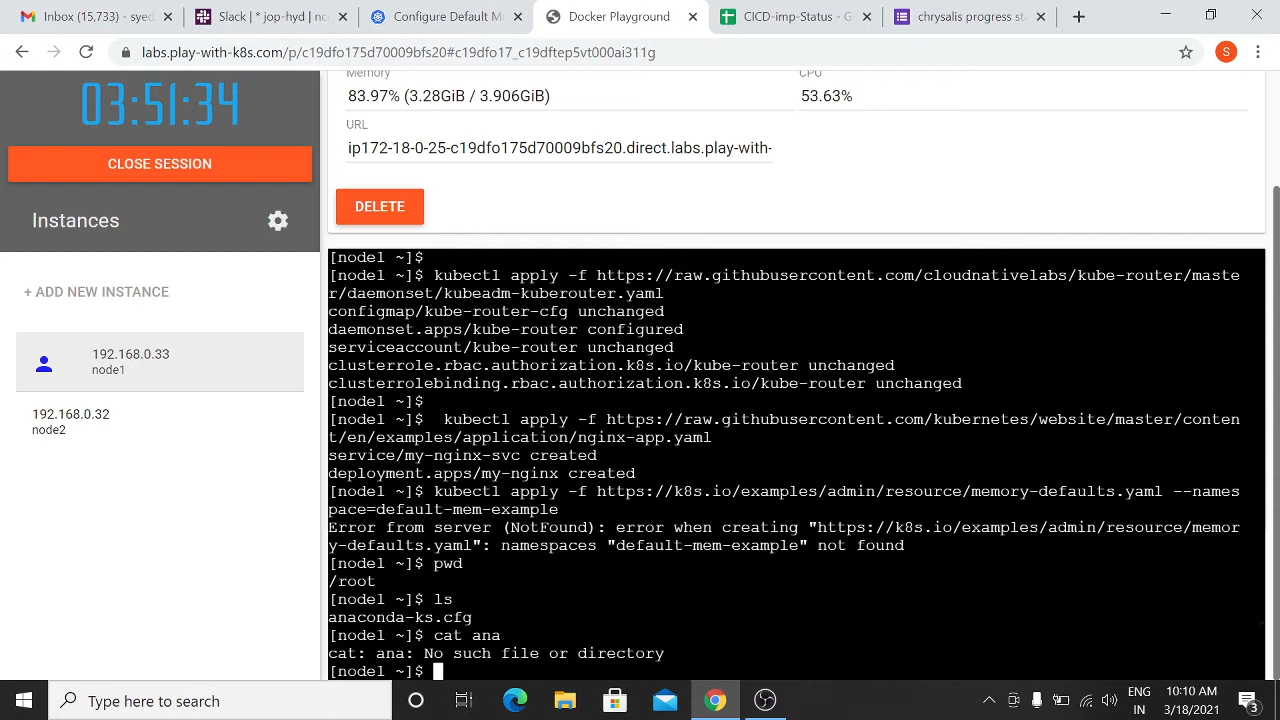 Inbox (15,733) - syed
Slack | * jop-hyd | no
Configure Default M
Docker Playground
CICD-imp-Status - G
chrysalis progress sta
labs.play-with-k8s.com/p/c19dfo175d70009bfs20#c19dfo17_c19dftep5vt000ai311g
S
03:51:34
CLOSE SESSION
Instances
+ ADD NEW INSTANCE
192.168.0.33
node1
192.168.0.32
node2
Memory
83.97% (3.28GiB / 3.906GiB)
CPU
53.63%
URL
ip172-18-0-25-c19dfo175d70009bfs20.direct.labs.play-with-
DELETE
[node1 ~]$
[node1 ~]$ kubectl apply -f https://raw.githubusercontent.com/cloudnativelabs/kube-router/maste
r/daemonset/kubeadm-kuberouter.yaml
configmap/kube-router-cfg unchanged
daemonset.apps/kube-router configured
serviceaccount/kube-router unchanged
clusterrole.rbac.authorization.k8s.io/kube-router unchanged
clusterrolebinding.rbac.authorization.k8s.io/kube-router unchanged
[node1 ~]$
[node1 ~]$  kubectl apply -f https://raw.githubusercontent.com/kubernetes/website/master/conten
t/en/examples/application/nginx-app.yaml
service/my-nginx-svc created
deployment.apps/my-nginx created
[node1 ~]$ kubectl apply -f https://k8s.io/examples/admin/resource/memory-defaults.yaml --names
pace=default-mem-example
Error from server (NotFound): error when creating "https://k8s.io/examples/admin/resource/memor
y-defaults.yaml": namespaces "default-mem-example" not found
[node1 ~]$ pwd
/root
[node1 ~]$ ls
anaconda-ks.cfg
[node1 ~]$ cat ana
cat: ana: No such file or directory
[node1 ~]$
Type here to search
ENG
IN
10:10 AM
3/18/2021
3